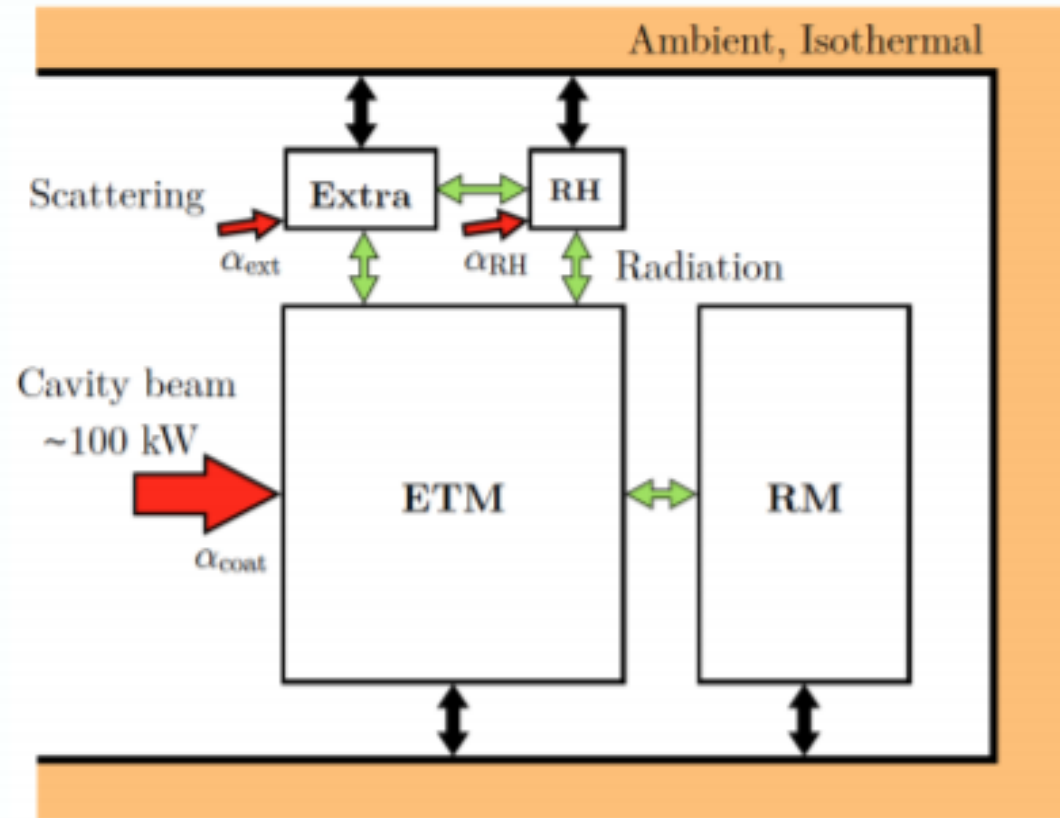 Ambient, Isothermal
Scattering
Extra
RH
α_ext
α_RH
Radiation
Cavity beam
~100 kW
ETM
RM
α_coat